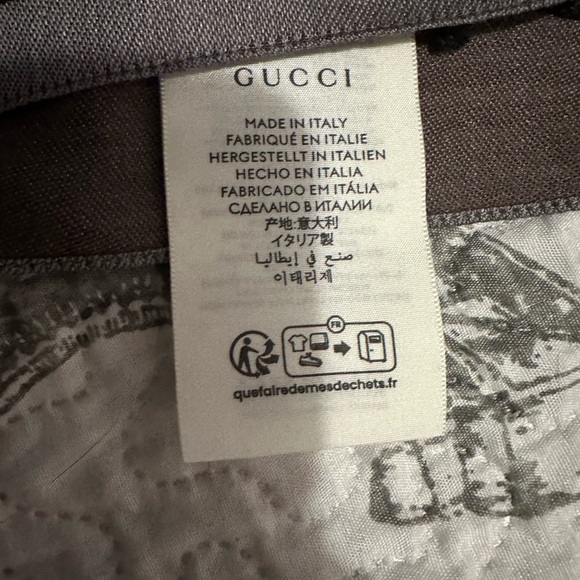 GUCCI
MADE IN ITALY
FABRIQUÉ EN ITALIE
HERGESTELLT IN ITALIEN
HECHO EN ITALIA
FABRICADO EM ITÁLIA
СДЕЛАНО В ИТАЛИИ
产地:意大利
イタリア製
صنع في إيطاليا
이태리제
FR
quefairedemesdechets.fr